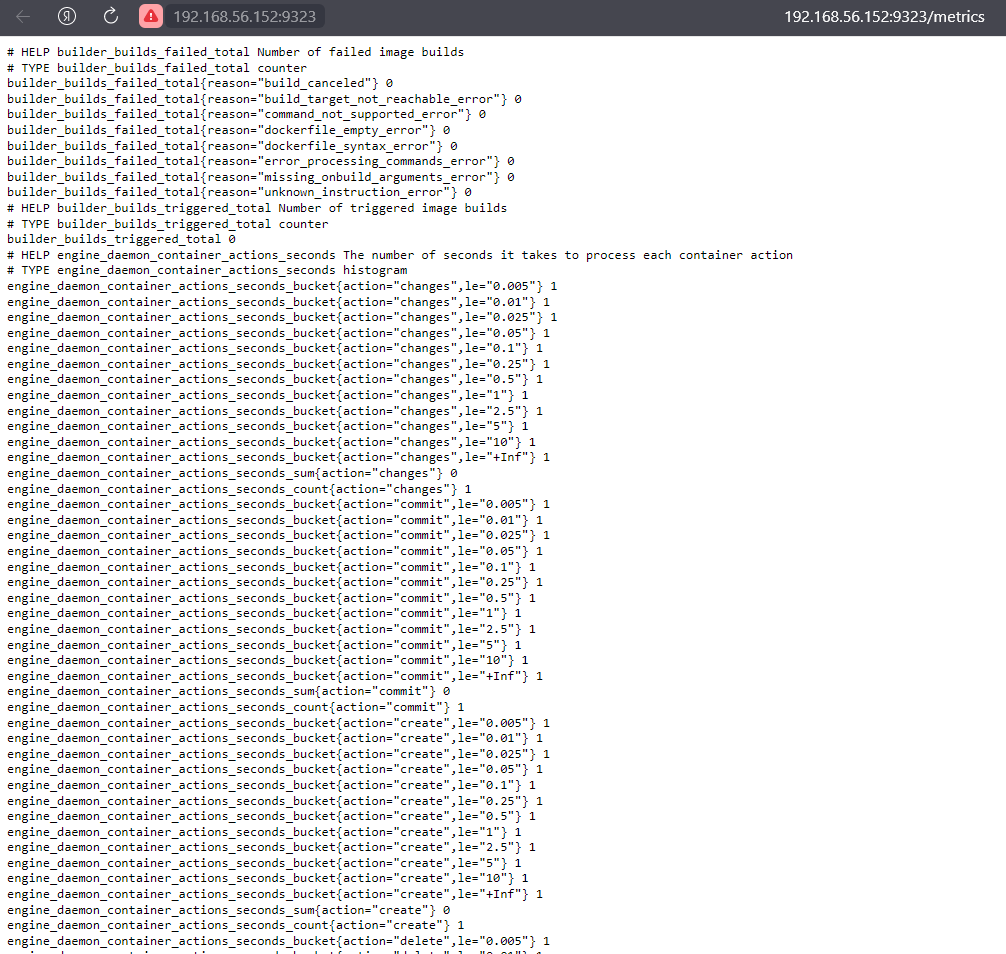 Я
192.168.56.152:9323
192.168.56.152:9323/metrics
# HELP builder_builds_failed_total Number of failed image builds
# TYPE builder_builds_failed_total counter
builder_builds_failed_total{reason="build_canceled"} 0
builder_builds_failed_total{reason="build_target_not_reachable_error"} 0
builder_builds_failed_total{reason="command_not_supported_error"} 0
builder_builds_failed_total{reason="dockerfile_empty_error"} 0
builder_builds_failed_total{reason="dockerfile_syntax_error"} 0
builder_builds_failed_total{reason="error_processing_commands_error"} 0
builder_builds_failed_total{reason="missing_onbuild_arguments_error"} 0
builder_builds_failed_total{reason="unknown_instruction_error"} 0
# HELP builder_builds_triggered_total Number of triggered image builds
# TYPE builder_builds_triggered_total counter
builder_builds_triggered_total 0
# HELP engine_daemon_container_actions_seconds The number of seconds it takes to process each container action
# TYPE engine_daemon_container_actions_seconds histogram
engine_daemon_container_actions_seconds_bucket{action="changes",le="0.005"} 1
engine_daemon_container_actions_seconds_bucket{action="changes",le="0.01"} 1
engine_daemon_container_actions_seconds_bucket{action="changes",le="0.025"} 1
engine_daemon_container_actions_seconds_bucket{action="changes",le="0.05"} 1
engine_daemon_container_actions_seconds_bucket{action="changes",le="0.1"} 1
engine_daemon_container_actions_seconds_bucket{action="changes",le="0.25"} 1
engine_daemon_container_actions_seconds_bucket{action="changes",le="0.5"} 1
engine_daemon_container_actions_seconds_bucket{action="changes",le="1"} 1
engine_daemon_container_actions_seconds_bucket{action="changes",le="2.5"} 1
engine_daemon_container_actions_seconds_bucket{action="changes",le="5"} 1
engine_daemon_container_actions_seconds_bucket{action="changes",le="10"} 1
engine_daemon_container_actions_seconds_bucket{action="changes",le="+Inf"} 1
engine_daemon_container_actions_seconds_sum{action="changes"} 0
engine_daemon_container_actions_seconds_count{action="changes"} 1
engine_daemon_container_actions_seconds_bucket{action="commit",le="0.005"} 1
engine_daemon_container_actions_seconds_bucket{action="commit",le="0.01"} 1
engine_daemon_container_actions_seconds_bucket{action="commit",le="0.025"} 1
engine_daemon_container_actions_seconds_bucket{action="commit",le="0.05"} 1
engine_daemon_container_actions_seconds_bucket{action="commit",le="0.1"} 1
engine_daemon_container_actions_seconds_bucket{action="commit",le="0.25"} 1
engine_daemon_container_actions_seconds_bucket{action="commit",le="0.5"} 1
engine_daemon_container_actions_seconds_bucket{action="commit",le="1"} 1
engine_daemon_container_actions_seconds_bucket{action="commit",le="2.5"} 1
engine_daemon_container_actions_seconds_bucket{action="commit",le="5"} 1
engine_daemon_container_actions_seconds_bucket{action="commit",le="10"} 1
engine_daemon_container_actions_seconds_bucket{action="commit",le="+Inf"} 1
engine_daemon_container_actions_seconds_sum{action="commit"} 0
engine_daemon_container_actions_seconds_count{action="commit"} 1
engine_daemon_container_actions_seconds_bucket{action="create",le="0.005"} 1
engine_daemon_container_actions_seconds_bucket{action="create",le="0.01"} 1
engine_daemon_container_actions_seconds_bucket{action="create",le="0.025"} 1
engine_daemon_container_actions_seconds_bucket{action="create",le="0.05"} 1
engine_daemon_container_actions_seconds_bucket{action="create",le="0.1"} 1
engine_daemon_container_actions_seconds_bucket{action="create",le="0.25"} 1
engine_daemon_container_actions_seconds_bucket{action="create",le="0.5"} 1
engine_daemon_container_actions_seconds_bucket{action="create",le="1"} 1
engine_daemon_container_actions_seconds_bucket{action="create",le="2.5"} 1
engine_daemon_container_actions_seconds_bucket{action="create",le="5"} 1
engine_daemon_container_actions_seconds_bucket{action="create",le="10"} 1
engine_daemon_container_actions_seconds_bucket{action="create",le="+Inf"} 1
engine_daemon_container_actions_seconds_sum{action="create"} 0
engine_daemon_container_actions_seconds_count{action="create"} 1
engine_daemon_container_actions_seconds_bucket{action="delete",le="0.005"} 1